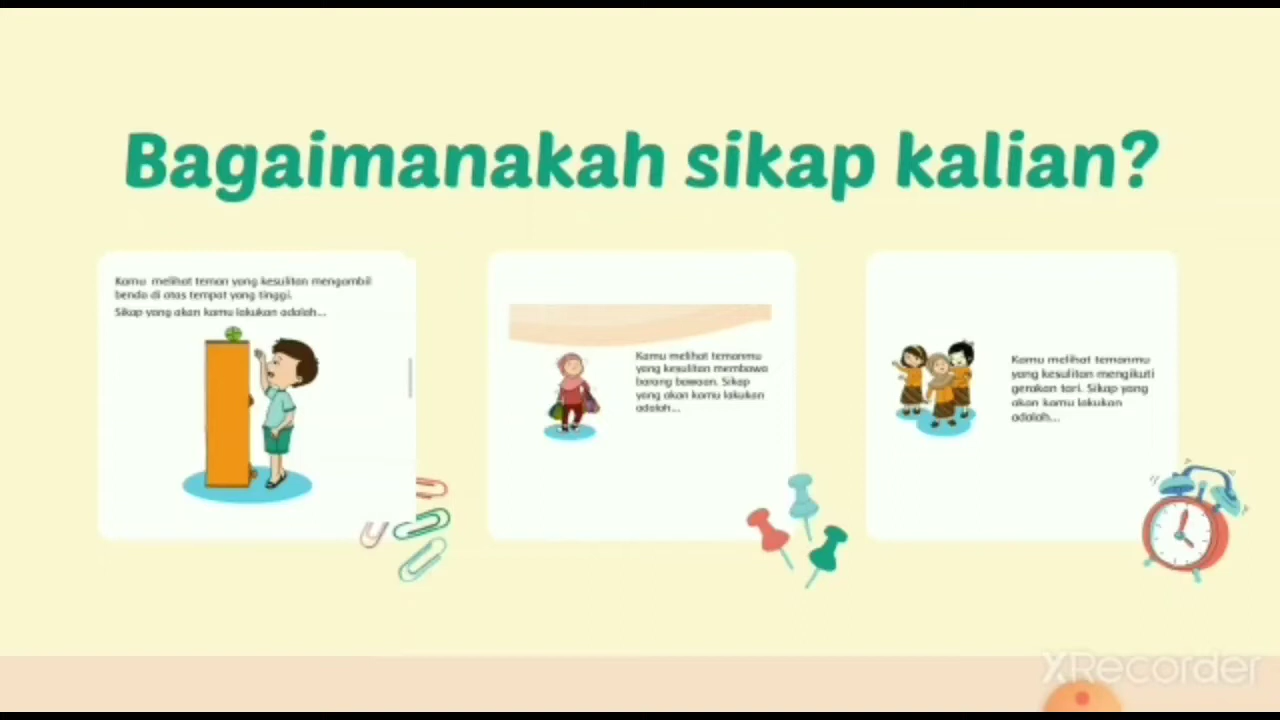 Bagaimanakah sikap kalian?
Kamu melihat teman yang kesulitan mengambil
benda di atas tempat yang tinggi.
Sikap yang akan kamu lakukan adalah...
Kamu melihat temanmu
yang kesulitan membawa
barang bawaan. Sikap
yang akan kamu lakukan
adalah...
Kamu melihat temanmu
yang kesulitan mengikuti
gerakan tari. Sikap yang
akan kamu lakukan
adalah...
XRecorder